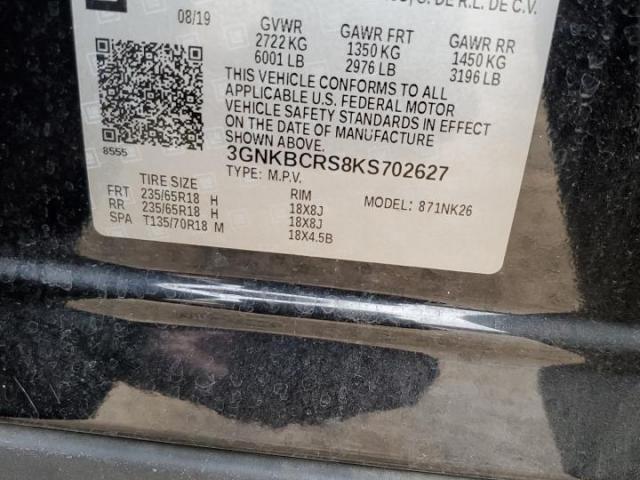 S, S. DE R.L. DE C.V.
08/19 GVWR GAWR FRT GAWR RR
2722 KG 1350 KG 1450 KG
6001 LB 2976 LB 3196 LB
THIS VEHICLE CONFORMS TO ALL
APPLICABLE U.S. FEDERAL MOTOR
VEHICLE SAFETY STANDARDS IN
EFFECT ON THE DATE OF MANUFACTURE
SHOWN ABOVE.
8555
3GNKBCRS8KS702627
TYPE: M.P.V.
TIRE SIZE RIM MODEL: 871NK26
FRT 235/65R18 H 18X8J
RR 235/65R18 H 18X8J
SPA T135/70R18 M 18X4.5B